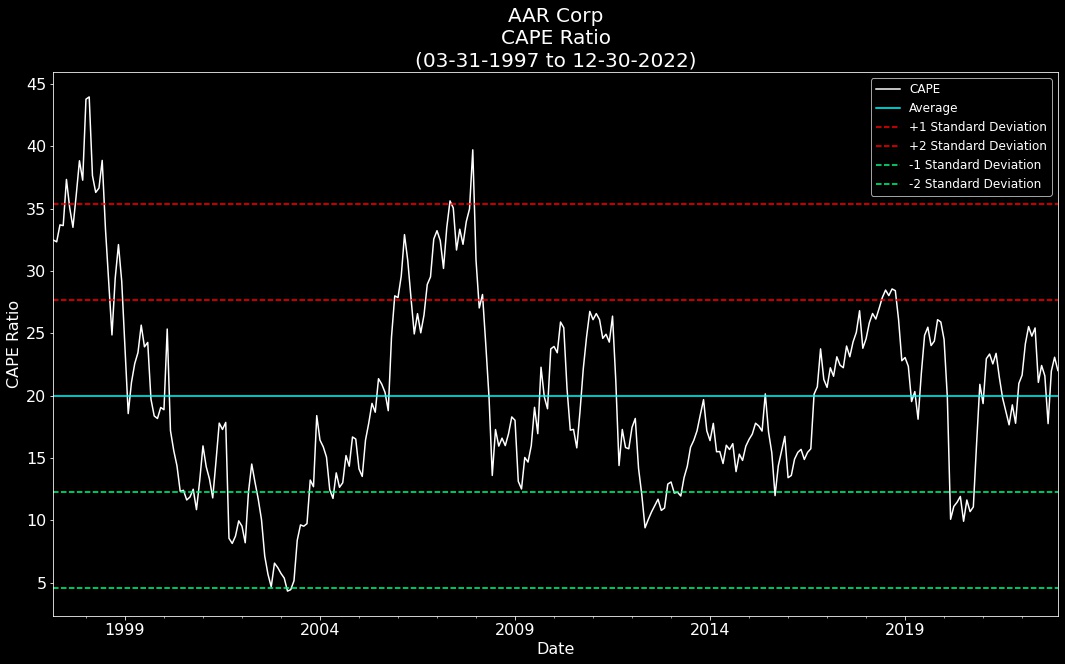 AAR Corp
CAPE Ratio
(03-31-1997 to 12-30-2022)
CAPE
Average
+1 Standard Deviation
+2 Standard Deviation
-1 Standard Deviation
-2 Standard Deviation
CAPE Ratio
45
40
35
30
25
20
15
10
5
1999 2004 2009 2014 2019
Date